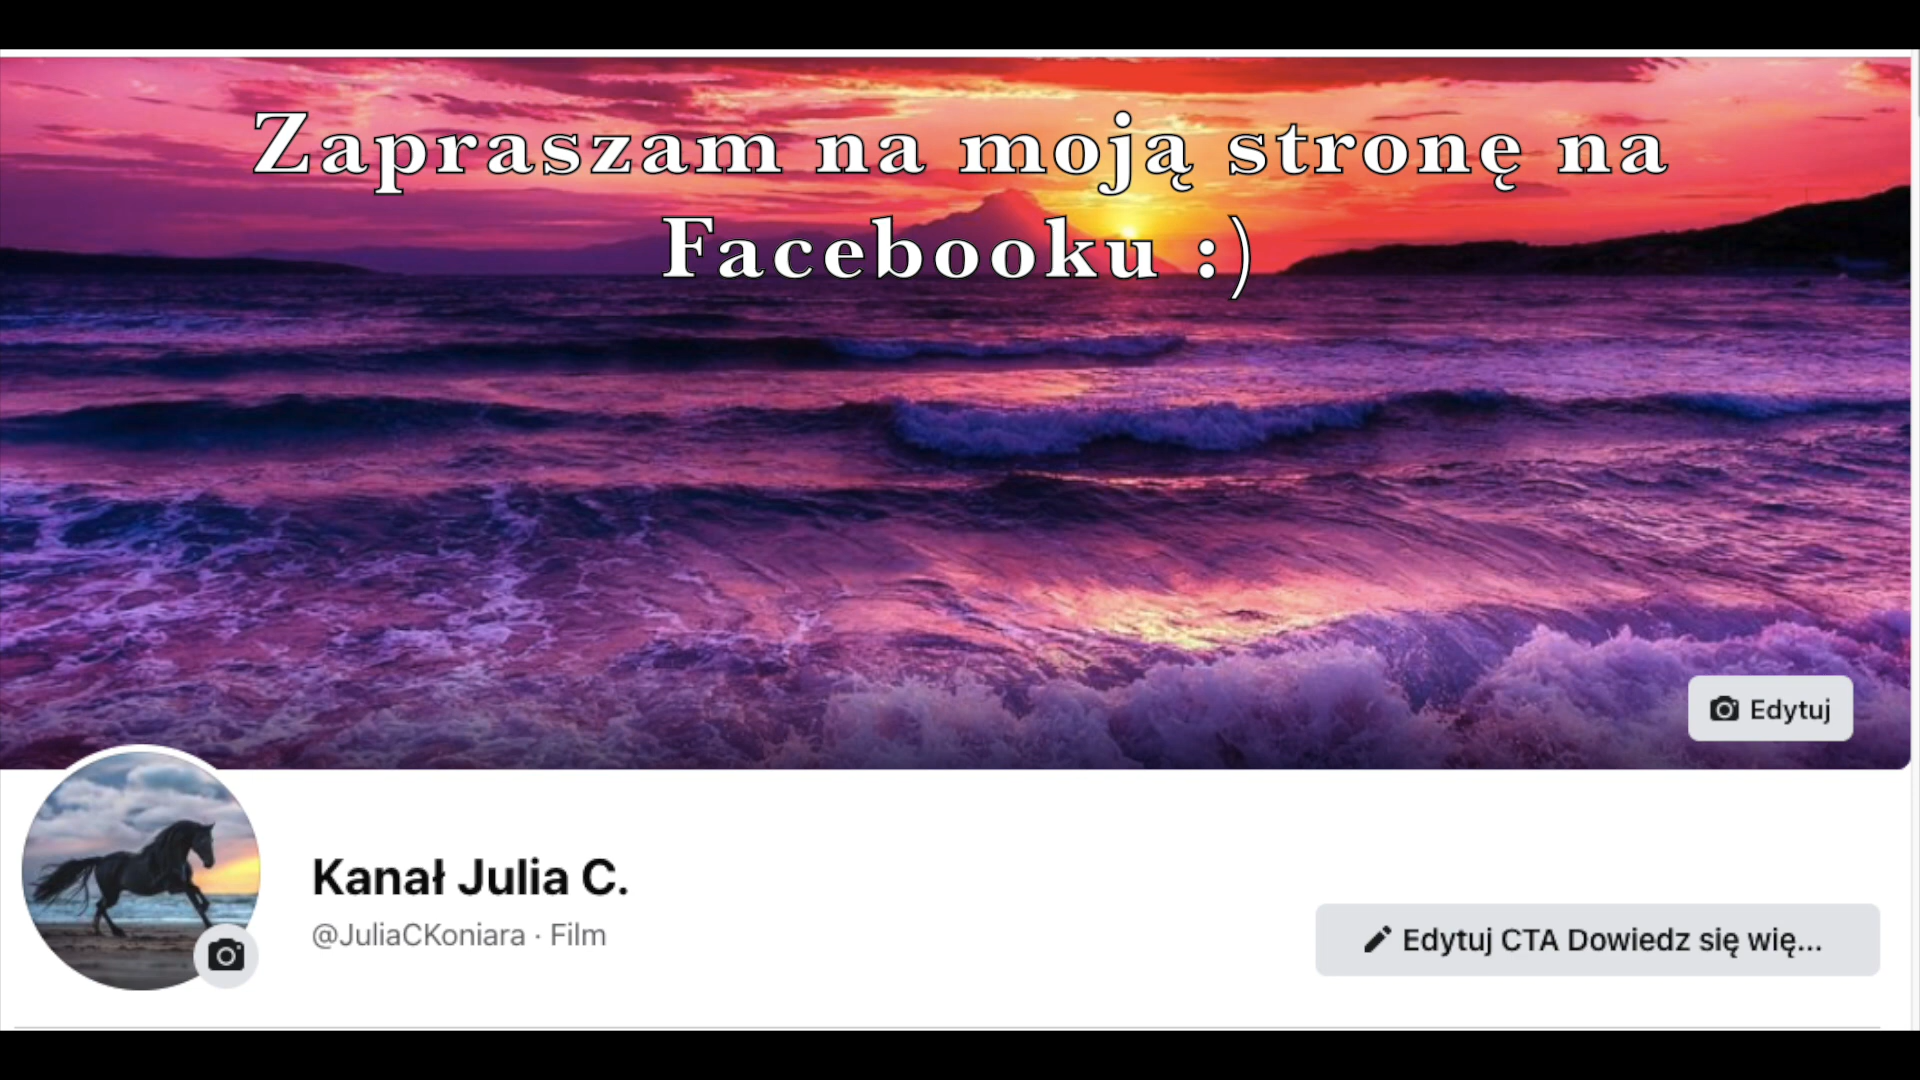 Zapraszam na moją stronę na
Facebooku :)
Edytuj
Kanał Julia C.
@JuliaCKoniara · Film
Edytuj CTA Dowiedz się wię...